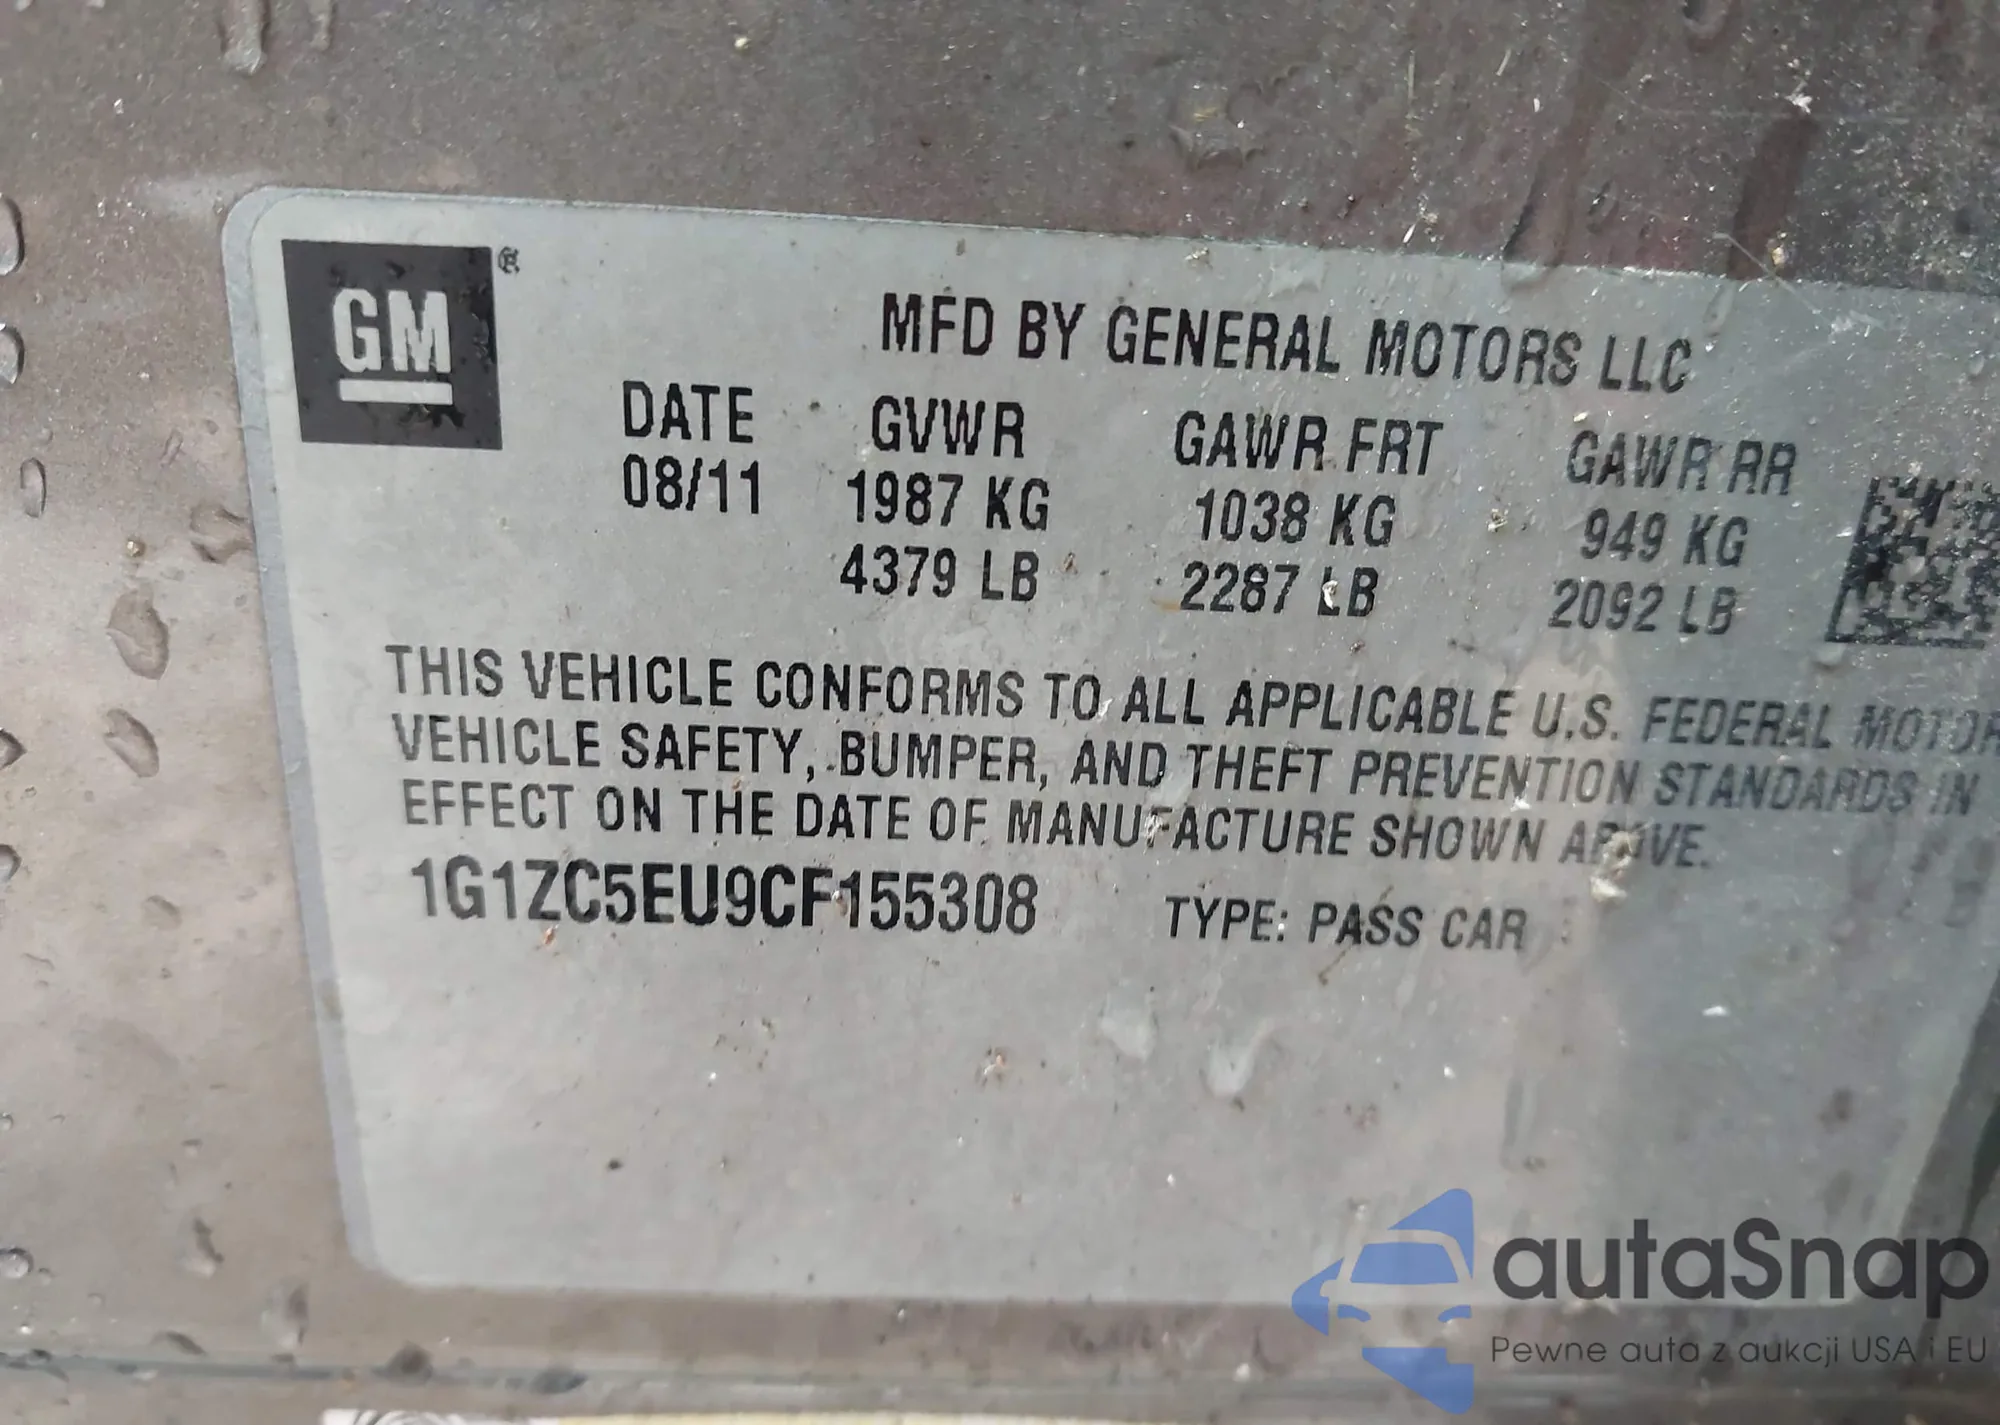 GM®
MFD BY GENERAL MOTORS LLC
DATE GVWR GAWR FRT GAWR RR
08/11 1987 KG 1038 KG 949 KG
4379 LB 2287 LB 2092 LB
THIS VEHICLE CONFORMS TO ALL APPLICABLE U.S. FEDERAL MOTOR
VEHICLE SAFETY, BUMPER, AND THEFT PREVENTION STANDARDS IN
EFFECT ON THE DATE OF MANUFACTURE SHOWN ABOVE.
1G1ZC5EU9CF155308 TYPE: PASS CAR
autaSnap
Pewne auta z aukcji USA i EU